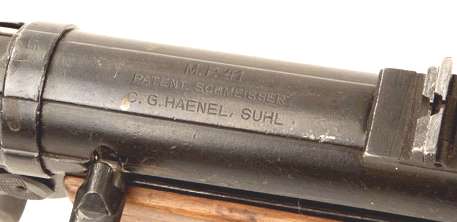 M.P.41
PATENT SCHMEISSER
C. G. HAENEL, SUHL